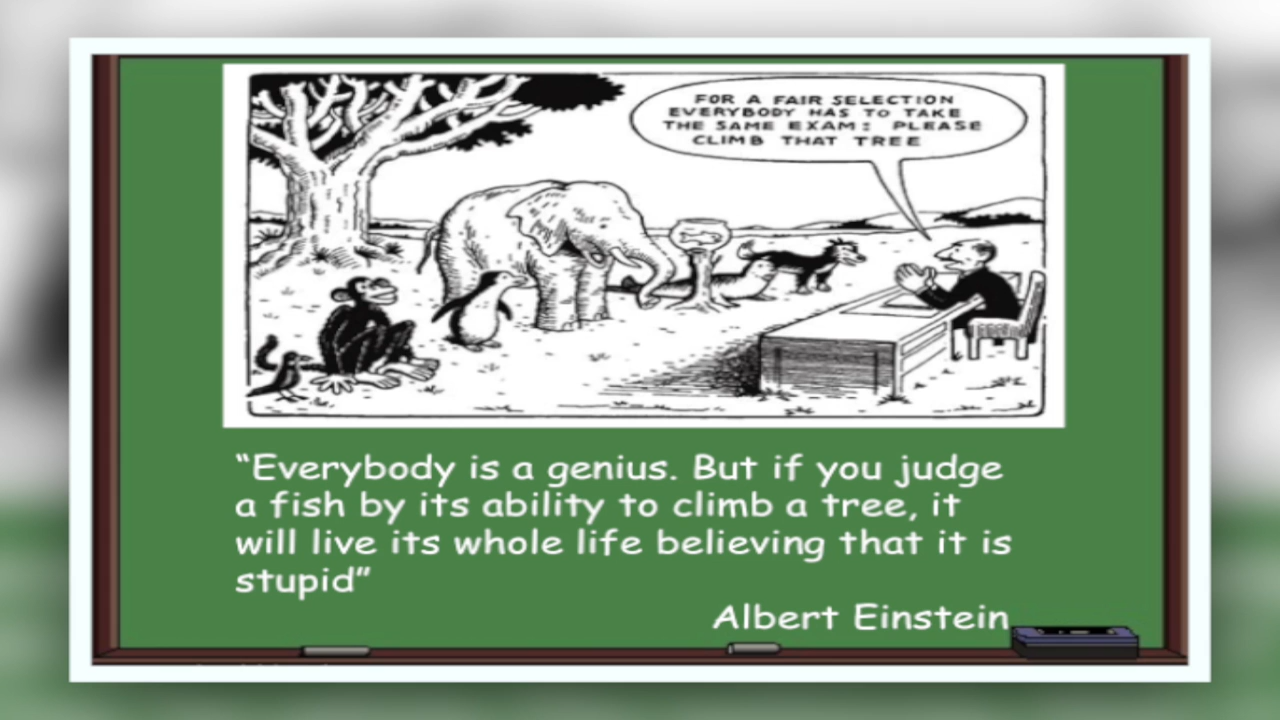 FOR A FAIR SELECTION
EVERYBODY HAS TO TAKE
THE SAME EXAM: PLEASE
CLIMB THAT TREE
“Everybody is a genius. But if you judge
a fish by its ability to climb a tree, it
will live its whole life believing that it is
stupid”
Albert Einstein